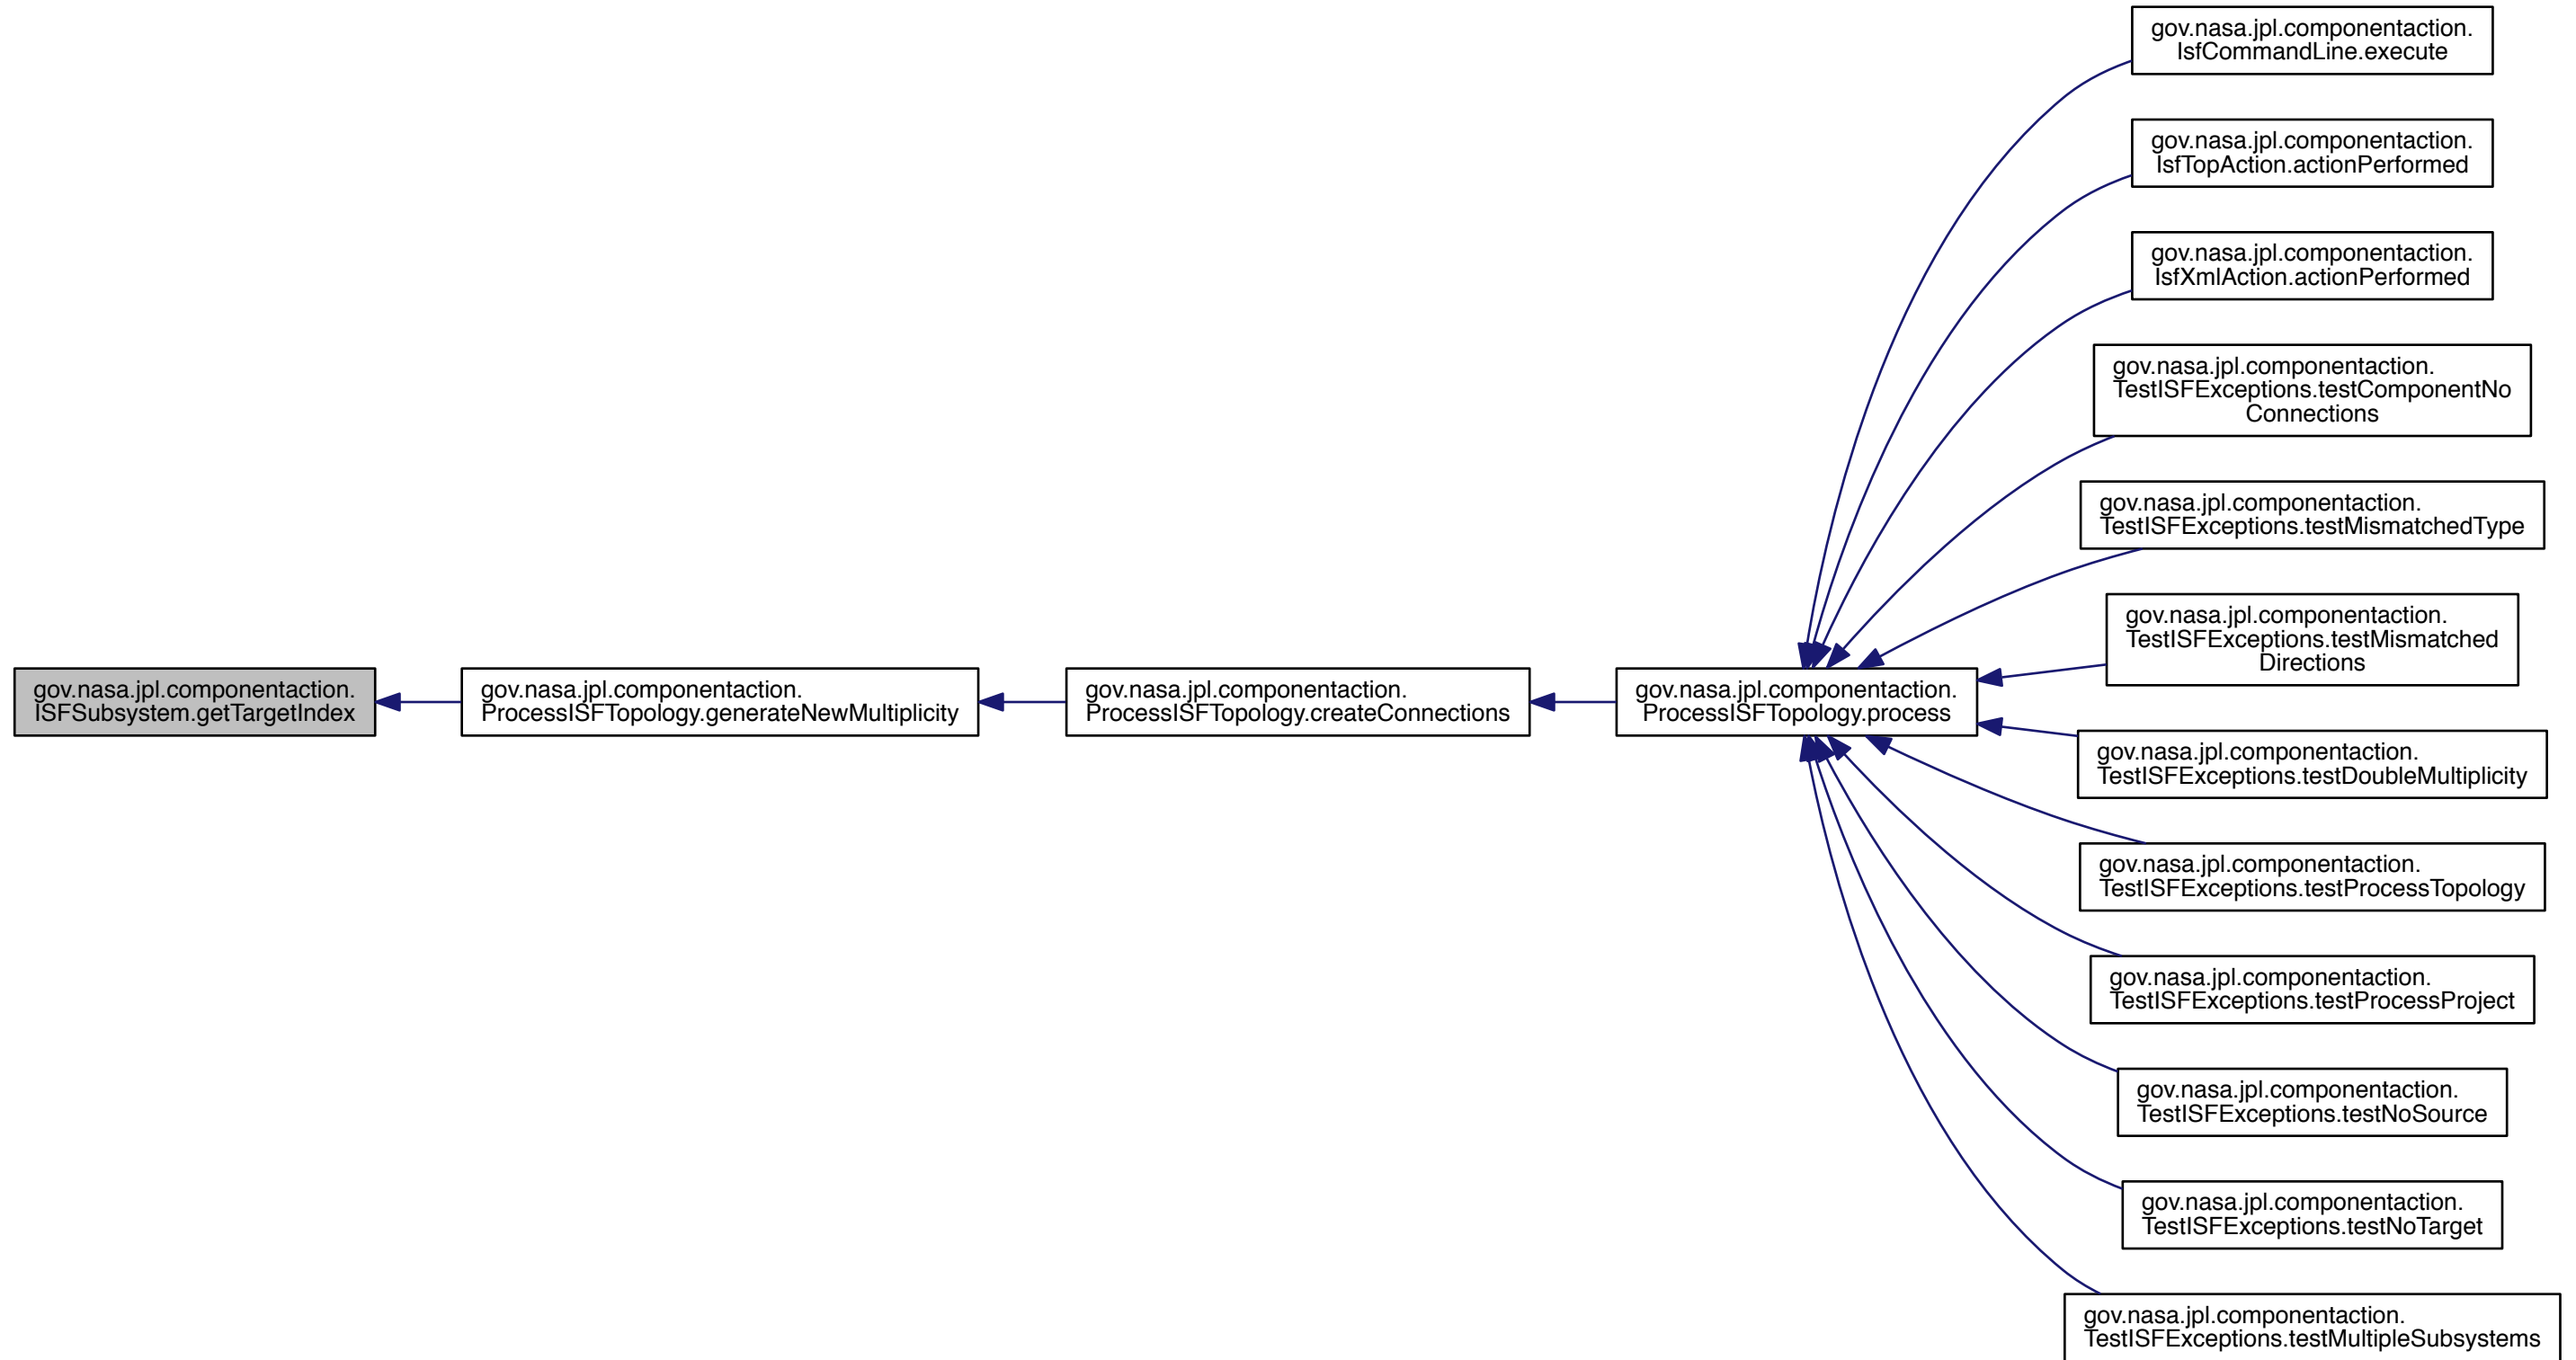 gov.nasa.jpl.componentaction.
IsfCommandLine.execute
gov.nasa.jpl.componentaction.
IsfTopAction.actionPerformed
gov.nasa.jpl.componentaction.
IsfXmlAction.actionPerformed
gov.nasa.jpl.componentaction.
TestISFExceptions.testComponentNo
Connections
gov.nasa.jpl.componentaction.
TestISFExceptions.testMismatchedType
gov.nasa.jpl.componentaction.
TestISFExceptions.testMismatched
Directions
gov.nasa.jpl.componentaction.
ISFSubsystem.getTargetIndex
gov.nasa.jpl.componentaction.
ProcessISFTopology.generateNewMultiplicity
gov.nasa.jpl.componentaction.
ProcessISFTopology.createConnections
gov.nasa.jpl.componentaction.
ProcessISFTopology.process
gov.nasa.jpl.componentaction.
TestISFExceptions.testDoubleMultiplicity
gov.nasa.jpl.componentaction.
TestISFExceptions.testProcessTopology
gov.nasa.jpl.componentaction.
TestISFExceptions.testProcessProject
gov.nasa.jpl.componentaction.
TestISFExceptions.testNoSource
gov.nasa.jpl.componentaction.
TestISFExceptions.testNoTarget
gov.nasa.jpl.componentaction.
TestISFExceptions.testMultipleSubsystems